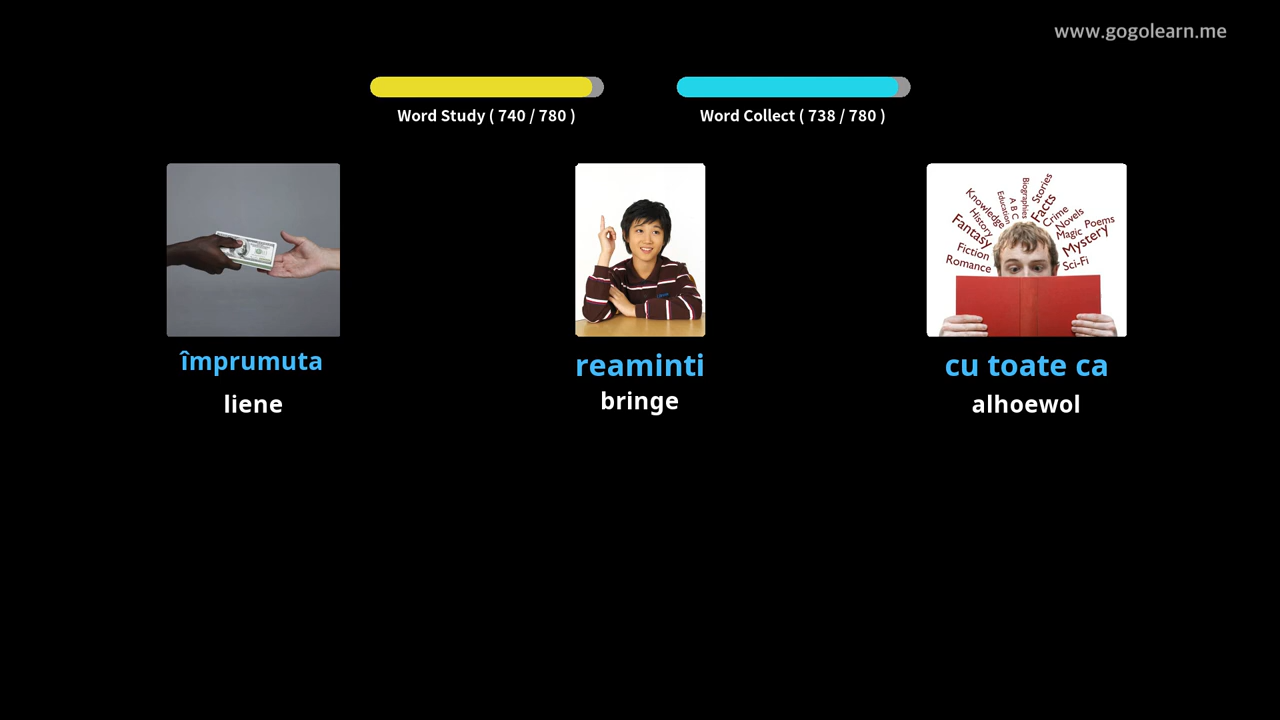 www.gogolearn.me
Word Study ( 740 / 780 )
Word Collect ( 738 / 780 )
Knowledge
History
Fantasy
Fiction
Romance
Education
A B C
Biographies
Stories
Facts
Crime
Novels
Magic
Poems
Mystery
Sci-Fi
împrumuta
reaminti
cu toate ca
liene
bringe
alhoewol